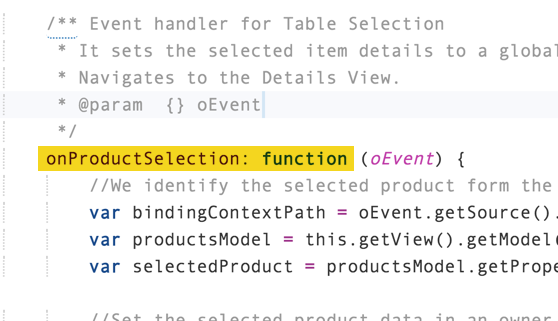 /** Event handler for Table Selection
* It sets the selected item details to a global
* Navigates to the Details View.
* @param  {} oEvent
*/
onProductSelection: function (oEvent) {
//We identify the selected product form the
var bindingContextPath = oEvent.getSource().
var productsModel = this.getView().getModel(
var selectedProduct = productsModel.getPrope
//Set the selected product data in an owner